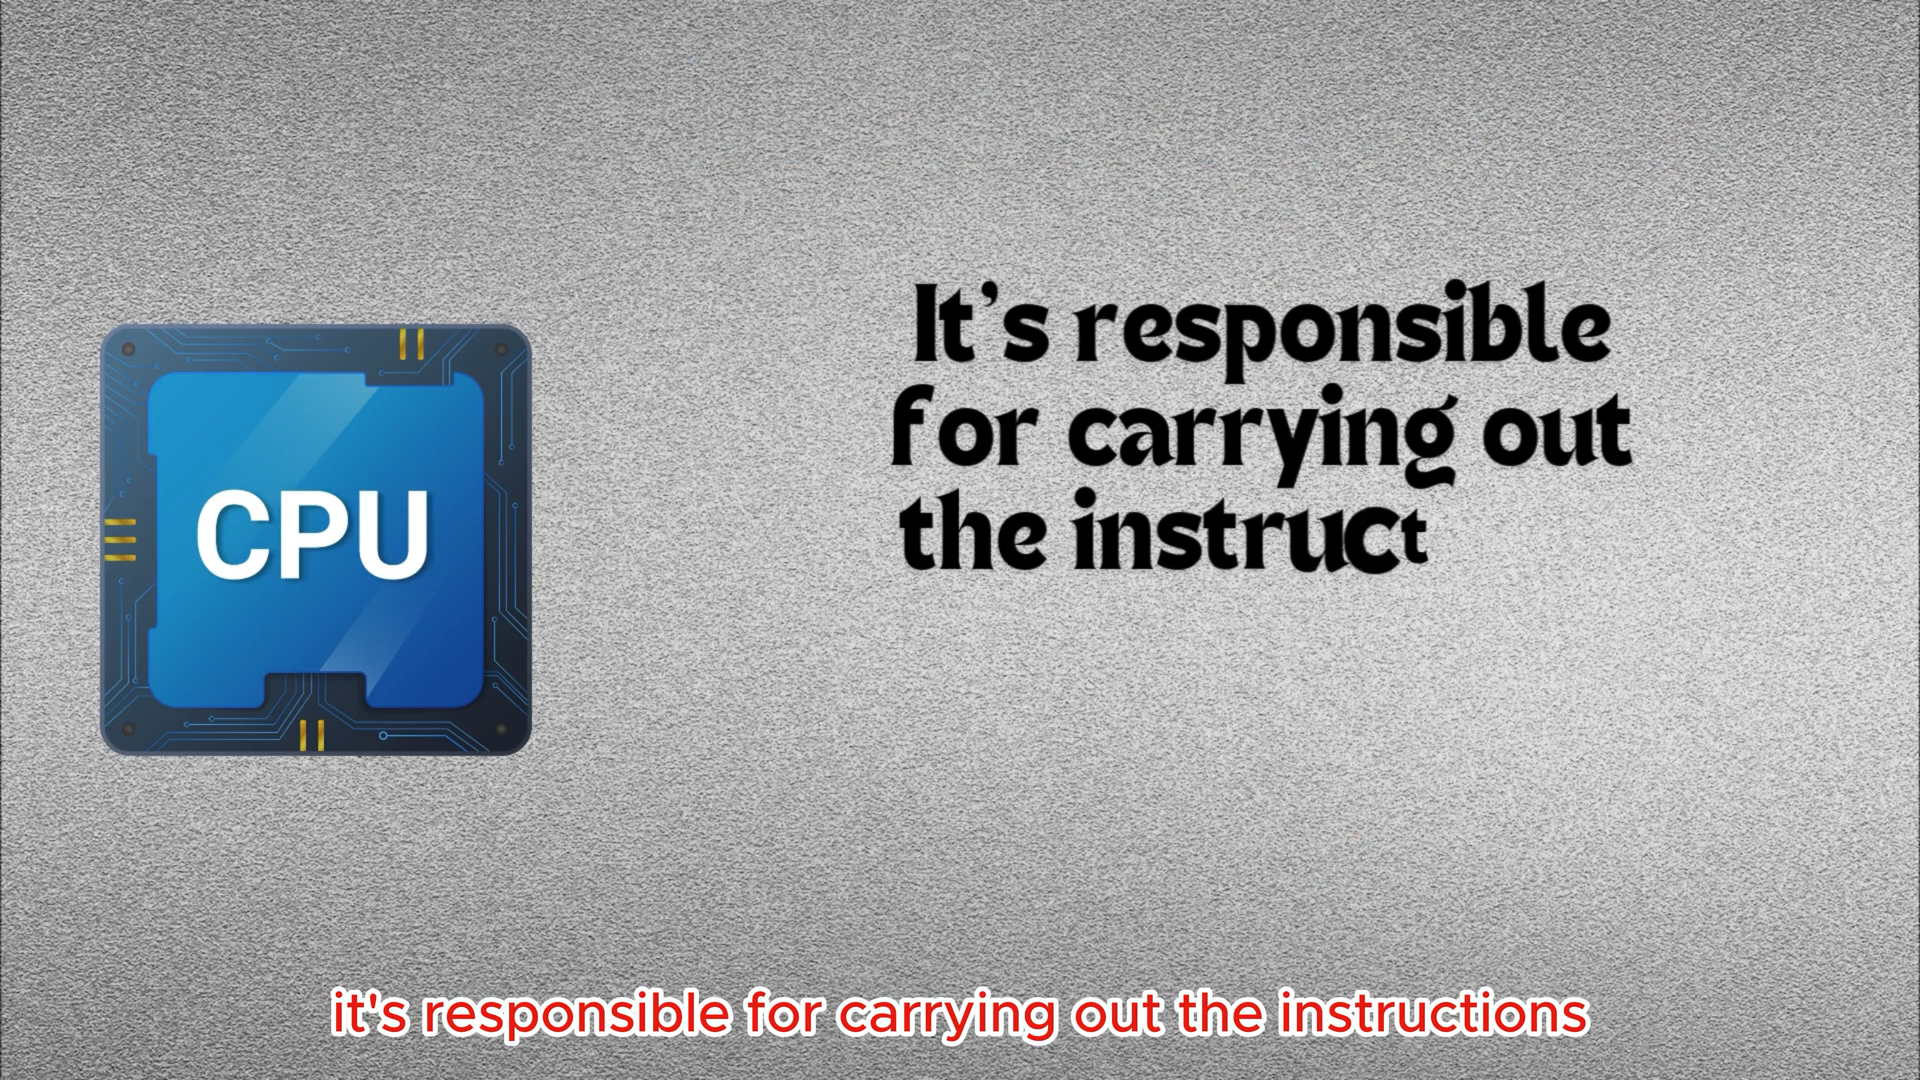 CPU
It's responsible
for carrying out
the instruct
it's responsible for carrying out the instructions